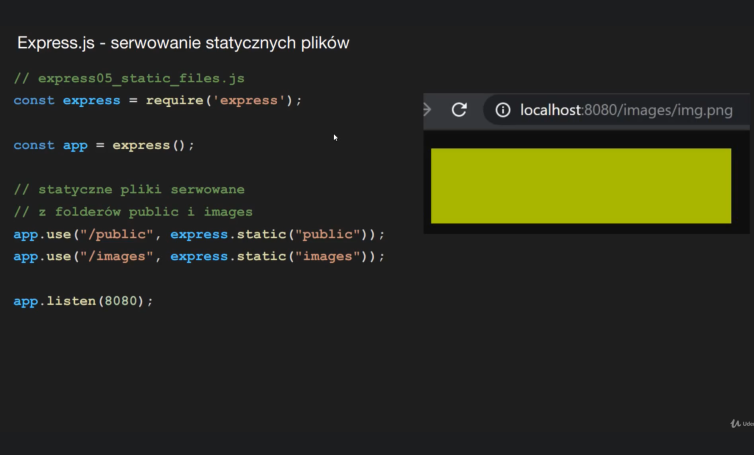 Express.js - serwowanie statycznych plików
// express05_static_files.js
const express = require('express');
const app = express();
// statyczne pliki serwowane
// z folderów public i images
app.use("/public", express.static("public"));
app.use("/images", express.static("images"));
app.listen(8080);
localhost:8080/images/img.png